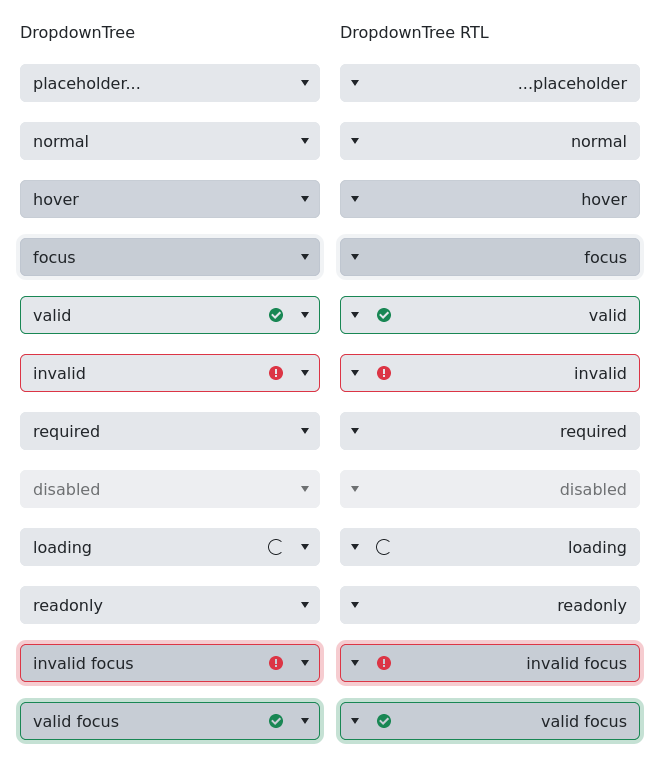 DropdownTree
DropdownTree RTL
placeholder...
...placeholder
normal
normal
hover
hover
focus
focus
valid
valid
invalid
invalid
required
required
disabled
disabled
loading
loading
readonly
readonly
invalid focus
invalid focus
valid focus
valid focus